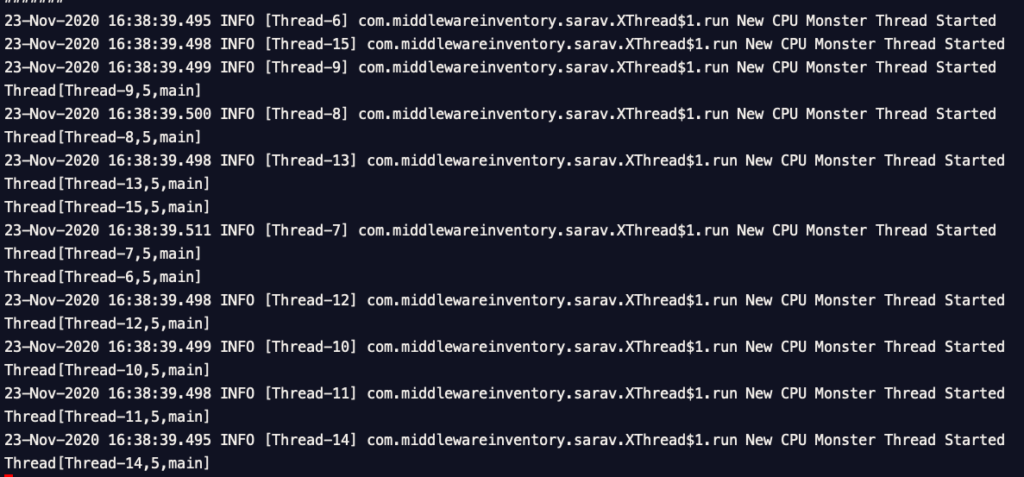 #######
23-Nov-2020 16:38:39.495 INFO [Thread-6] com.middlewareinventory.sarav.XThread$1.run New CPU Monster Thread Started
23-Nov-2020 16:38:39.498 INFO [Thread-15] com.middlewareinventory.sarav.XThread$1.run New CPU Monster Thread Started
23-Nov-2020 16:38:39.499 INFO [Thread-9] com.middlewareinventory.sarav.XThread$1.run New CPU Monster Thread Started
Thread[Thread-9,5,main]
23-Nov-2020 16:38:39.500 INFO [Thread-8] com.middlewareinventory.sarav.XThread$1.run New CPU Monster Thread Started
Thread[Thread-8,5,main]
23-Nov-2020 16:38:39.498 INFO [Thread-13] com.middlewareinventory.sarav.XThread$1.run New CPU Monster Thread Started
Thread[Thread-13,5,main]
Thread[Thread-15,5,main]
23-Nov-2020 16:38:39.511 INFO [Thread-7] com.middlewareinventory.sarav.XThread$1.run New CPU Monster Thread Started
Thread[Thread-7,5,main]
Thread[Thread-6,5,main]
23-Nov-2020 16:38:39.498 INFO [Thread-12] com.middlewareinventory.sarav.XThread$1.run New CPU Monster Thread Started
Thread[Thread-12,5,main]
23-Nov-2020 16:38:39.499 INFO [Thread-10] com.middlewareinventory.sarav.XThread$1.run New CPU Monster Thread Started
Thread[Thread-10,5,main]
23-Nov-2020 16:38:39.498 INFO [Thread-11] com.middlewareinventory.sarav.XThread$1.run New CPU Monster Thread Started
Thread[Thread-11,5,main]
23-Nov-2020 16:38:39.495 INFO [Thread-14] com.middlewareinventory.sarav.XThread$1.run New CPU Monster Thread Started
Thread[Thread-14,5,main]